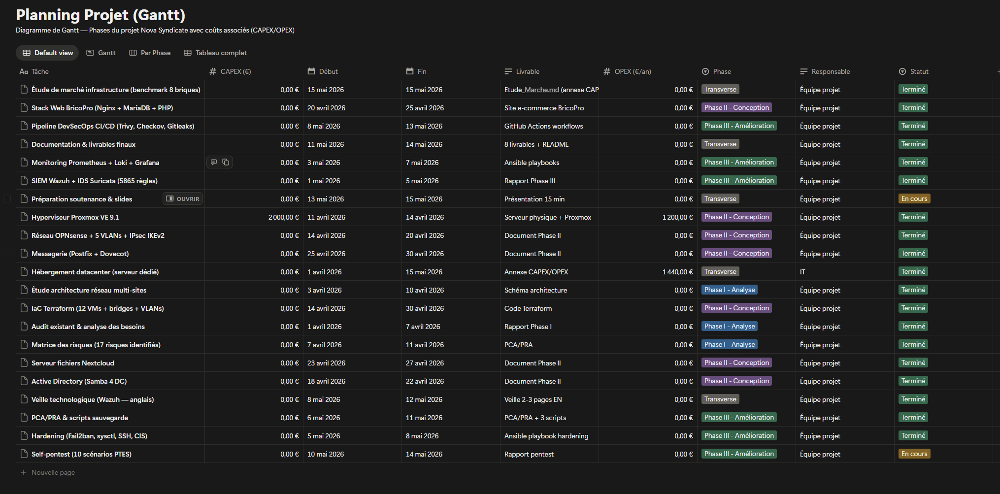 Planning Projet (Gantt)
Diagramme de Gantt — Phases du projet Nova Syndicate avec coûts associés (CAPEX/OPEX)
Default view Gantt Par Phase Tableau complet
Aa Tâche # CAPEX (€) Début Fin Livrable # OPEX (€/an) Phase Responsable Statut
Étude de marché infrastructure (benchmark 8 briques) 0,00 € 15 mai 2026 15 mai 2026 Etude_Marche.md (annexe CAP 0,00 € Transverse Équipe projet Terminé
Stack Web BricoPro (Nginx + MariaDB + PHP) 0,00 € 20 avril 2026 25 avril 2026 Site e-commerce BricoPro 0,00 € Phase II - Conception Équipe projet Terminé
Pipeline DevSecOps CI/CD (Trivy, Checkov, Gitleaks) 0,00 € 8 mai 2026 13 mai 2026 GitHub Actions workflows 0,00 € Phase III - Amélioration Équipe projet Terminé
Documentation & livrables finaux 0,00 € 11 mai 2026 14 mai 2026 8 livrables + README 0,00 € Transverse Équipe projet Terminé
Monitoring Prometheus + Loki + Grafana 0,00 € 3 mai 2026 7 mai 2026 Ansible playbooks 0,00 € Phase III - Amélioration Équipe projet Terminé
SIEM Wazuh + IDS Suricata (5865 règles) 0,00 € 1 mai 2026 5 mai 2026 Rapport Phase III 0,00 € Phase III - Amélioration Équipe projet Terminé
Préparation soutenance & slides OUVRIR 0,00 € 13 mai 2026 15 mai 2026 Présentation 15 min 0,00 € Transverse Équipe projet En cours
Hyperviseur Proxmox VE 9.1 2 000,00 € 11 avril 2026 14 avril 2026 Serveur physique + Proxmox 1 200,00 € Phase II - Conception Équipe projet Terminé
Réseau OPNsense + 5 VLANs + IPsec IKEv2 0,00 € 14 avril 2026 20 avril 2026 Document Phase II 0,00 € Phase II - Conception Équipe projet Terminé
Messagerie (Postfix + Dovecot) 0,00 € 25 avril 2026 30 avril 2026 Document Phase II 0,00 € Phase II - Conception Équipe projet Terminé
Hébergement datacenter (serveur dédié) 0,00 € 1 avril 2026 15 mai 2026 Annexe CAPEX/OPEX 1 440,00 € Transverse IT Terminé
Étude architecture réseau multi-sites 0,00 € 3 avril 2026 10 avril 2026 Schéma architecture 0,00 € Phase I - Analyse Équipe projet Terminé
IaC Terraform (12 VMs + bridges + VLANs) 0,00 € 14 avril 2026 30 avril 2026 Code Terraform 0,00 € Phase II - Conception Équipe projet Terminé
Audit existant & analyse des besoins 0,00 € 1 avril 2026 7 avril 2026 Rapport Phase I 0,00 € Phase I - Analyse Équipe projet Terminé
Matrice des risques (17 risques identifiés) 0,00 € 7 avril 2026 11 avril 2026 PCA/PRA 0,00 € Phase I - Analyse Équipe projet Terminé
Serveur fichiers Nextcloud 0,00 € 23 avril 2026 27 avril 2026 Document Phase II 0,00 € Phase II - Conception Équipe projet Terminé
Active Directory (Samba 4 DC) 0,00 € 18 avril 2026 22 avril 2026 Document Phase II 0,00 € Phase II - Conception Équipe projet Terminé
Veille technologique (Wazuh — anglais) 0,00 € 8 mai 2026 12 mai 2026 Veille 2-3 pages EN 0,00 € Transverse Équipe projet Terminé
PCA/PRA & scripts sauvegarde 0,00 € 6 mai 2026 11 mai 2026 PCA/PRA + 3 scripts 0,00 € Phase III - Amélioration Équipe projet Terminé
Hardening (Fail2ban, sysctl, SSH, CIS) 0,00 € 5 mai 2026 8 mai 2026 Ansible playbook hardening 0,00 € Phase III - Amélioration Équipe projet Terminé
Self-pentest (10 scénarios PTES) 0,00 € 10 mai 2026 14 mai 2026 Rapport pentest 0,00 € Phase III - Amélioration Équipe projet En cours
+ Nouvelle page